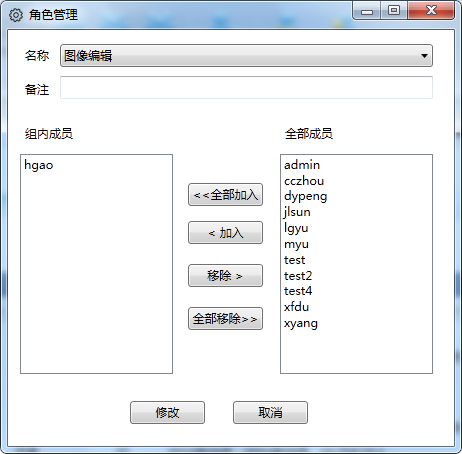 角色管理
名称 图像编辑
备注
组内成员 全部成员
hgao
admin
cczhou
dypeng
jlsun
lgyu
myu
test
test2
test4
xfdu
xyang
<<全部加入
< 加入
移除 >
全部移除>>
修改 取消